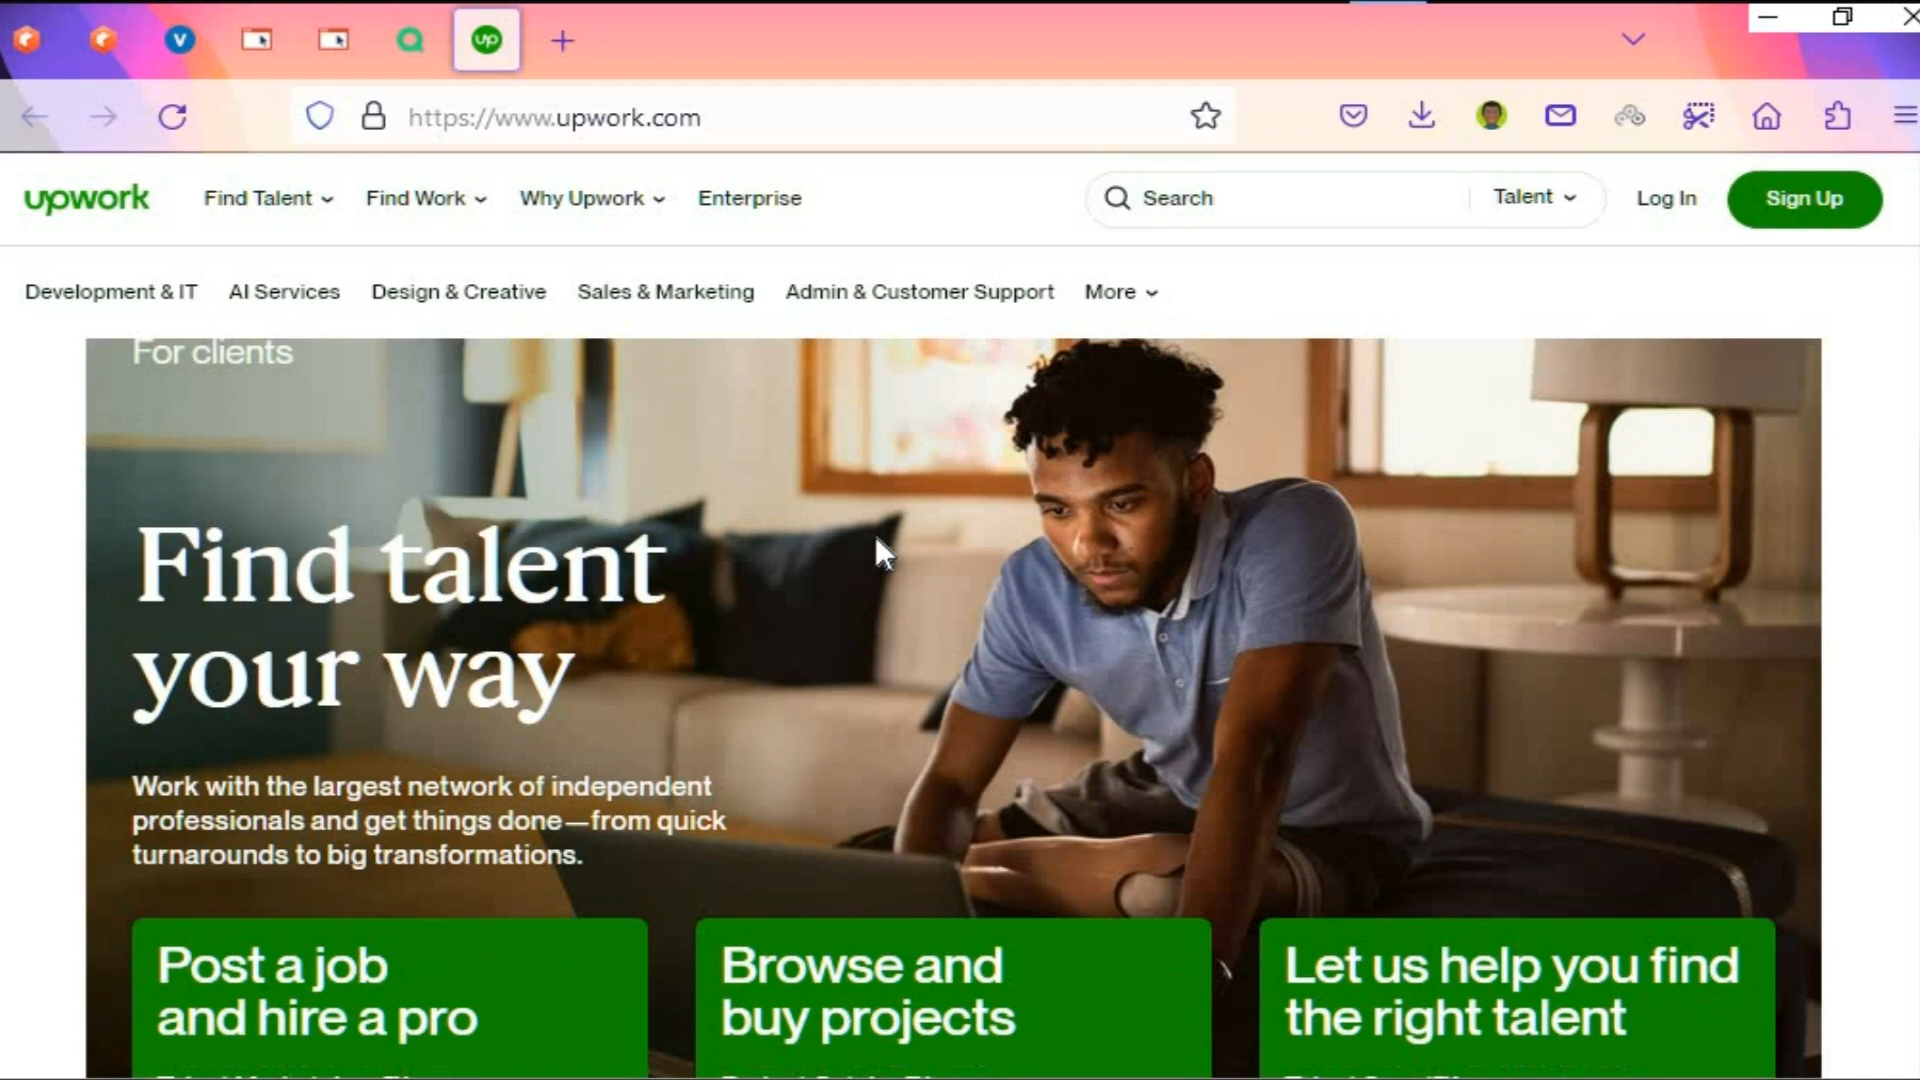 up
https://www.upwork.com
upwork
Find Talent
Find Work
Why Upwork
Enterprise
Search
Talent
Log In
Sign Up
Development & IT
AI Services
Design & Creative
Sales & Marketing
Admin & Customer Support
More
For clients
Find talent
your way
Work with the largest network of independent
professionals and get things done—from quick
turnarounds to big transformations.
Post a job
and hire a pro
Browse and
buy projects
Let us help you find
the right talent